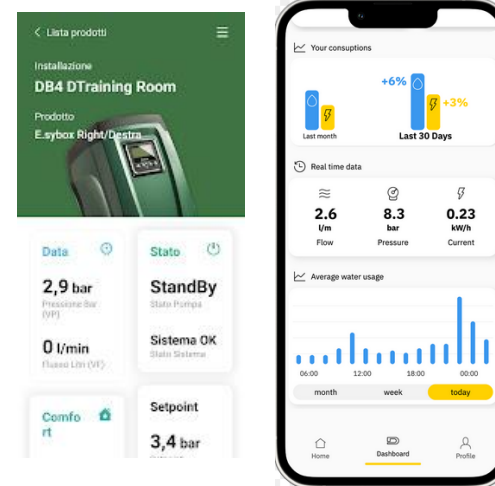 Lista prodotti
Installazione
DB4 DTraining Room
Prodotto
E.sybox Right/Destra
Data
2,9 bar
Pressione Bar
(VP)
0 l/min
Flusso Litri (VF)
Comfo
rt
Stato
StandBy
Stato Pompa
Sistema OK
Stato Sistema
Setpoint
3,4 bar
Your consuptions
+6%
+3%
Last month
Last 30 Days
Real time data
2.6
l/m
Flow
8.3
bar
Pressure
0.23
kW/h
Current
Average water usage
06:00 12:00 18:00 00:00
month week today
Home Dashboard Profile